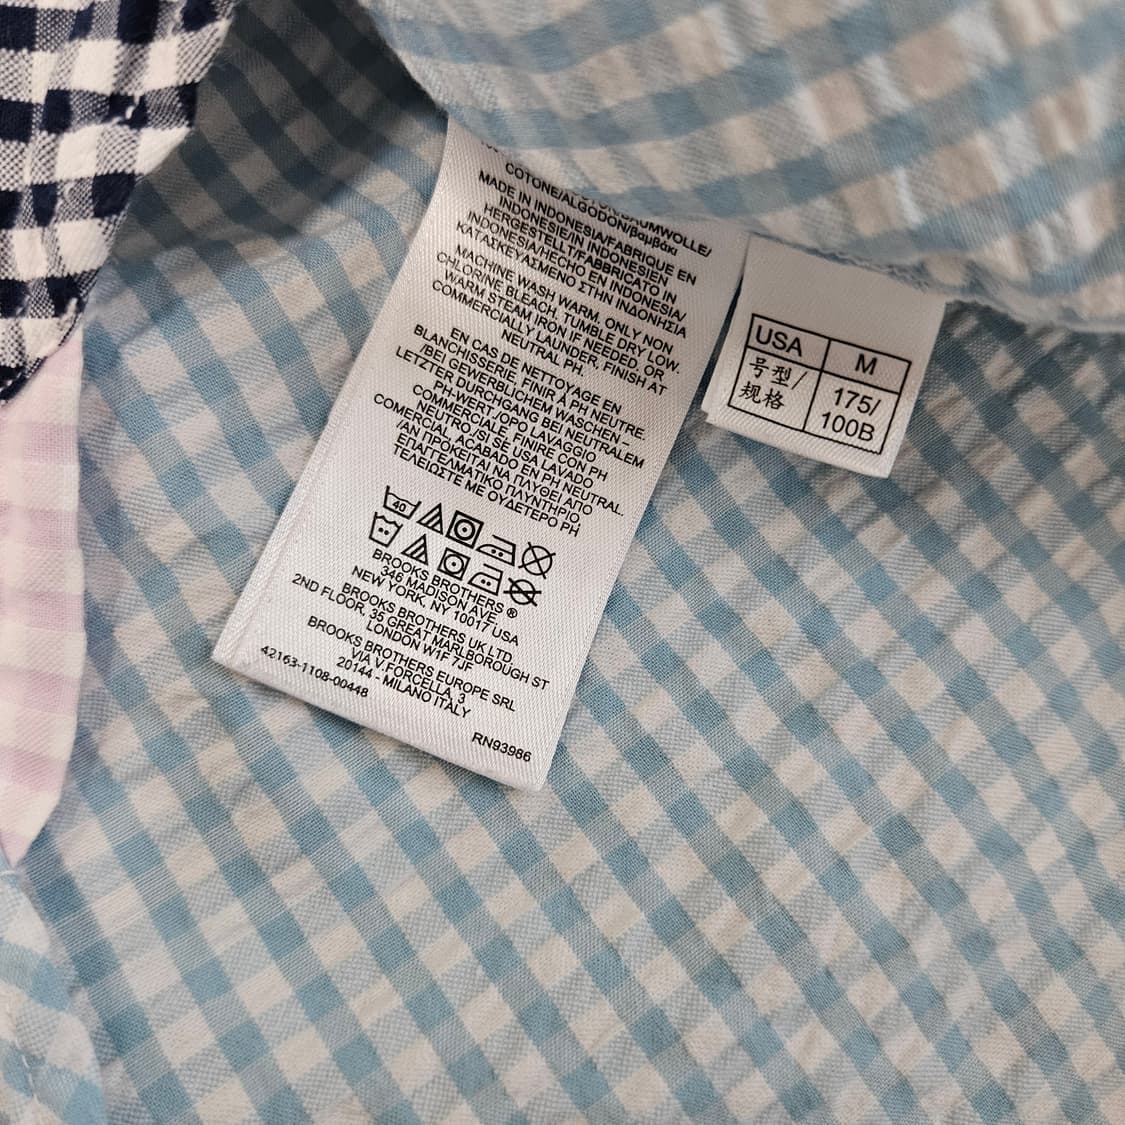 COTONE/ALGODON/BAUMWOLLE/
βαμβάκι
MADE IN INDONESIA/FABRIQUE EN
INDONESIE/IN INDONESIEN
HERGESTELLT/FABBRICATO IN
INDONESIA/HECHO EN INDONESIA/
ΚΑΤΑΣΚΕΥΑΣΜΕΝΟ ΣΤΗΝ ΙΝΔΟΝΗΣΙΑ
MACHINE WASH WARM. ONLY NON
CHLORINE BLEACH. TUMBLE DRY LOW.
WARM STEAM IRON IF NEEDED, OR
COMMERCIALLY LAUNDER, FINISH AT
NEUTRAL PH.
EN CAS DE NETTOYAGE EN
BLANCHISSERIE, FINIR A PH NEUTRE.
/BEI GEWERBLICHEM WASCHEN –
LETZTER DURCHGANG BEI NEUTRALEM
PH-WERT./OPO LAVAGGIO
COMMERCIALE, FINIRE CON PH
NEUTRO./SI SE USA LAVADO
COMERCIAL, ACABADO EN PH NEUTRAL
/ΑΝ ΠΡΟΚΕΙΤΑΙ ΝΑ ΠΛΥΘΕΙ ΑΠΟ
ΕΠΑΓΓΕΛΜΑΤΙΚΟ ΠΛΥΝΤΗΡΙΟ,
ΤΕΛΕΙΩΣΤΕ ΜΕ ΟΥΔΕΤΕΡΟ PH
40
BROOKS BROTHERS ®
346 MADISON AVE.
NEW YORK, NY 10017 USA
BROOKS BROTHERS UK LTD
2ND FLOOR, 35 GREAT MARLBOROUGH ST
LONDON W1F 7JF
BROOKS BROTHERS EUROPE SRL
VIA V.FORCELLA, 3
20144 - MILANO ITALY
42163-1108-00448
RN93986
USA M
号型/规格 175/100B